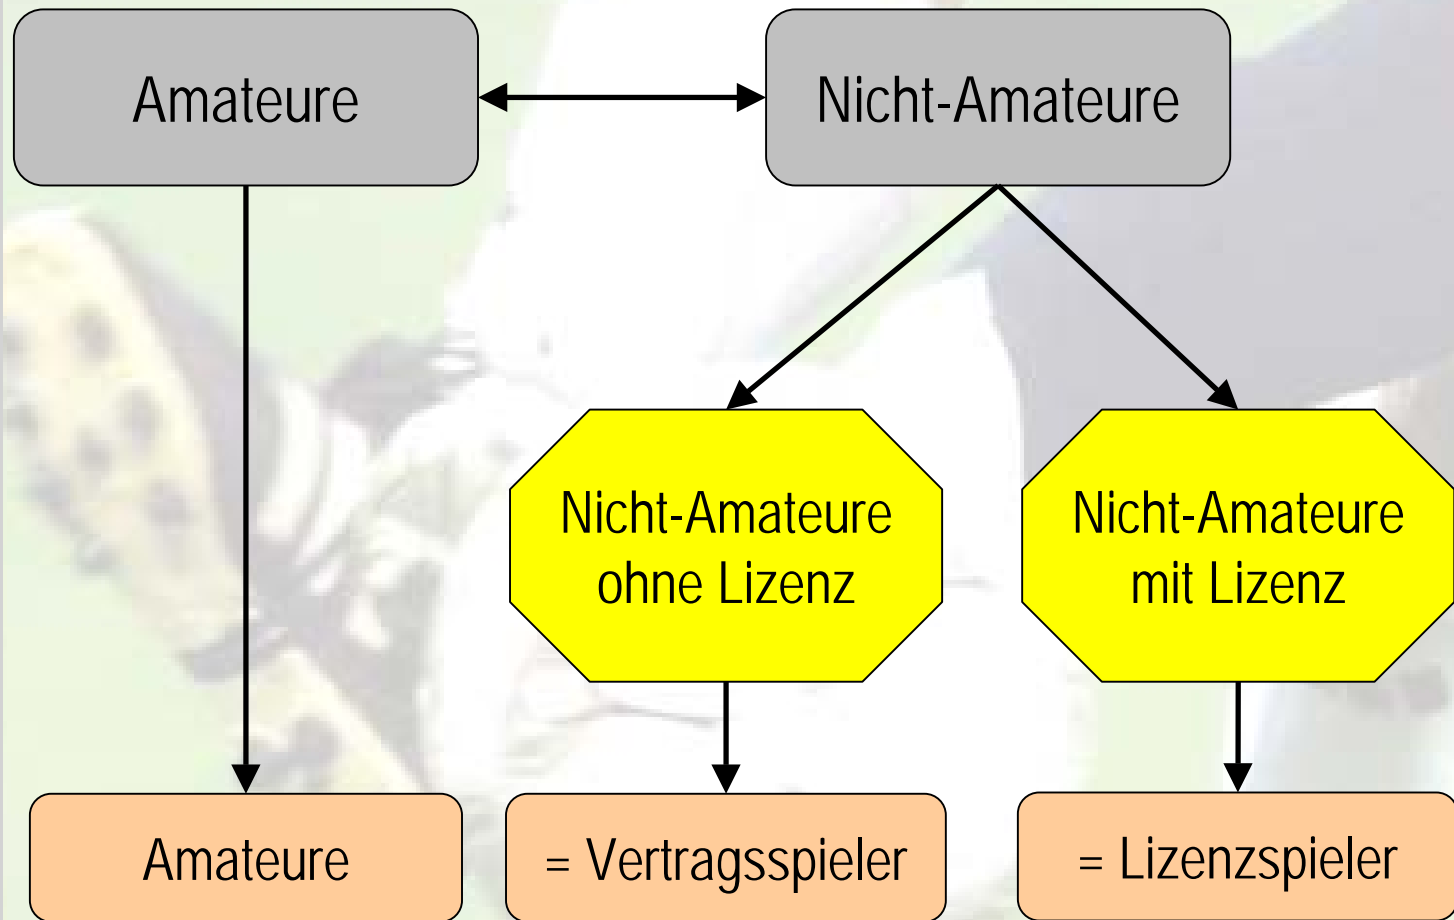 Amateure
Nicht-Amateure
Nicht-Amateure
ohne Lizenz
Nicht-Amateure
mit Lizenz
Amateure
= Vertragsspieler
= Lizenzspieler